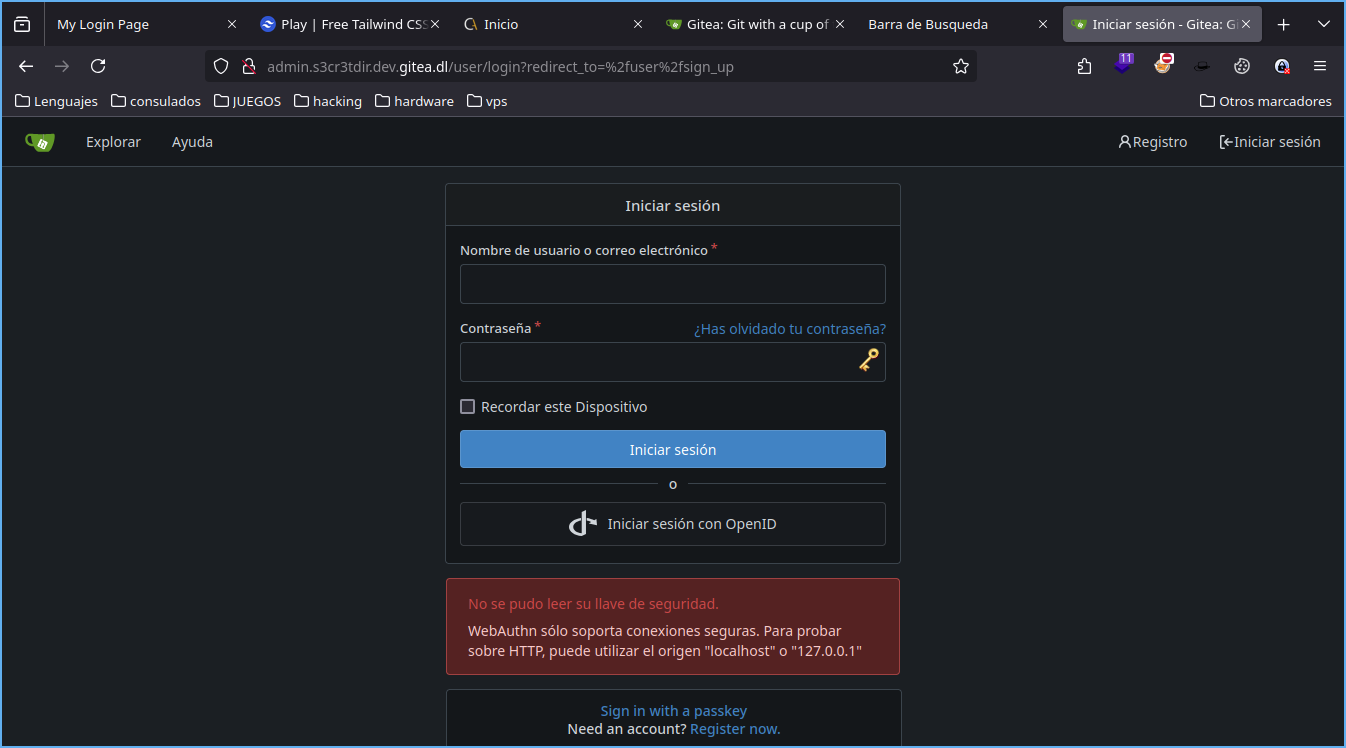 My Login Page
Play | Free Tailwind CSS
Inicio
Gitea: Git with a cup of
Barra de Busqueda
Iniciar sesión - Gitea: Gi
admin.s3cr3tdir.dev.gitea.dl/user/login?redirect_to=%2fuser%2fsign_up
11
Lenguajes
consulados
JUEGOS
hacking
hardware
vps
Otros marcadores
Explorar
Ayuda
Registro
Iniciar sesión
Iniciar sesión
Nombre de usuario o correo electrónico *
Contraseña *
¿Has olvidado tu contraseña?
Recordar este Dispositivo
Iniciar sesión
o
Iniciar sesión con OpenID
No se pudo leer su llave de seguridad.
WebAuthn sólo soporta conexiones seguras. Para probar
sobre HTTP, puede utilizar el origen "localhost" o "127.0.0.1"
Sign in with a passkey
Need an account? Register now.